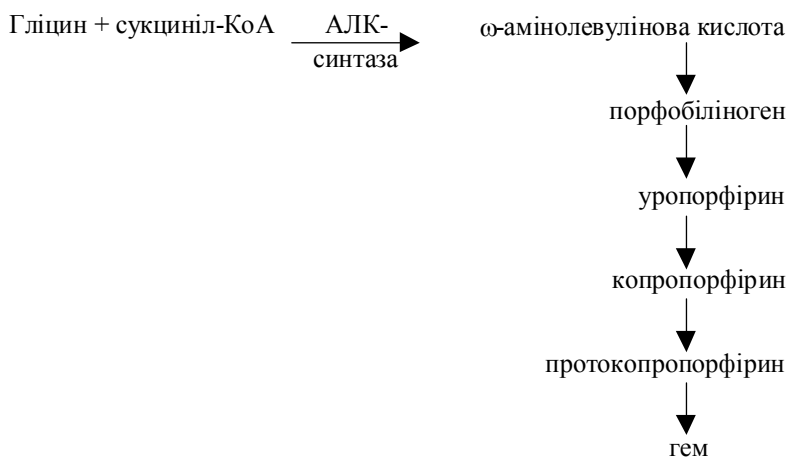 Гліцин + сукциніл-КоА АЛК-синтаза ω-амінолевулінова кислота
порфобіліноген
уропорфірин
копропорфірин
протокопропорфірин
гем